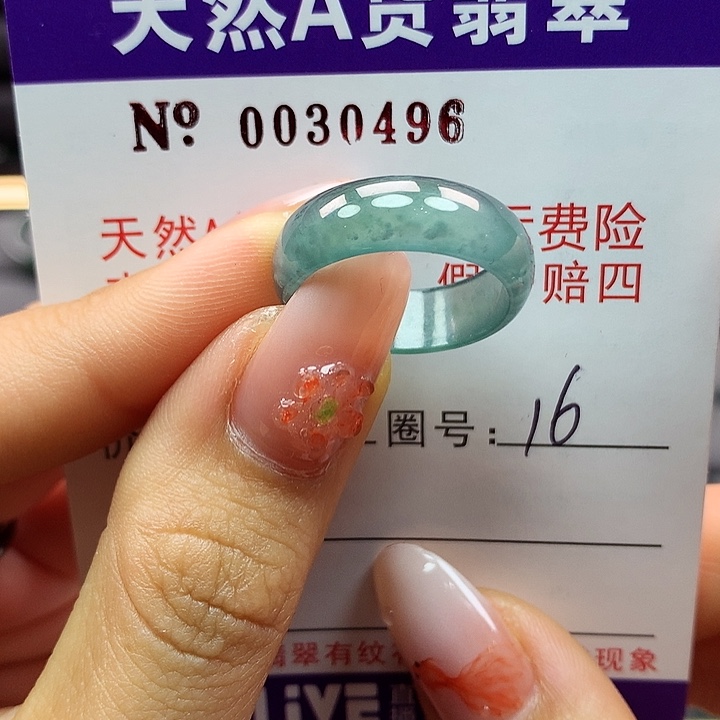 天然A货翡翠
Nº 0030496
天然 费险
假 赔四
圈号: 16
翡翠有纹 现象
LiVE